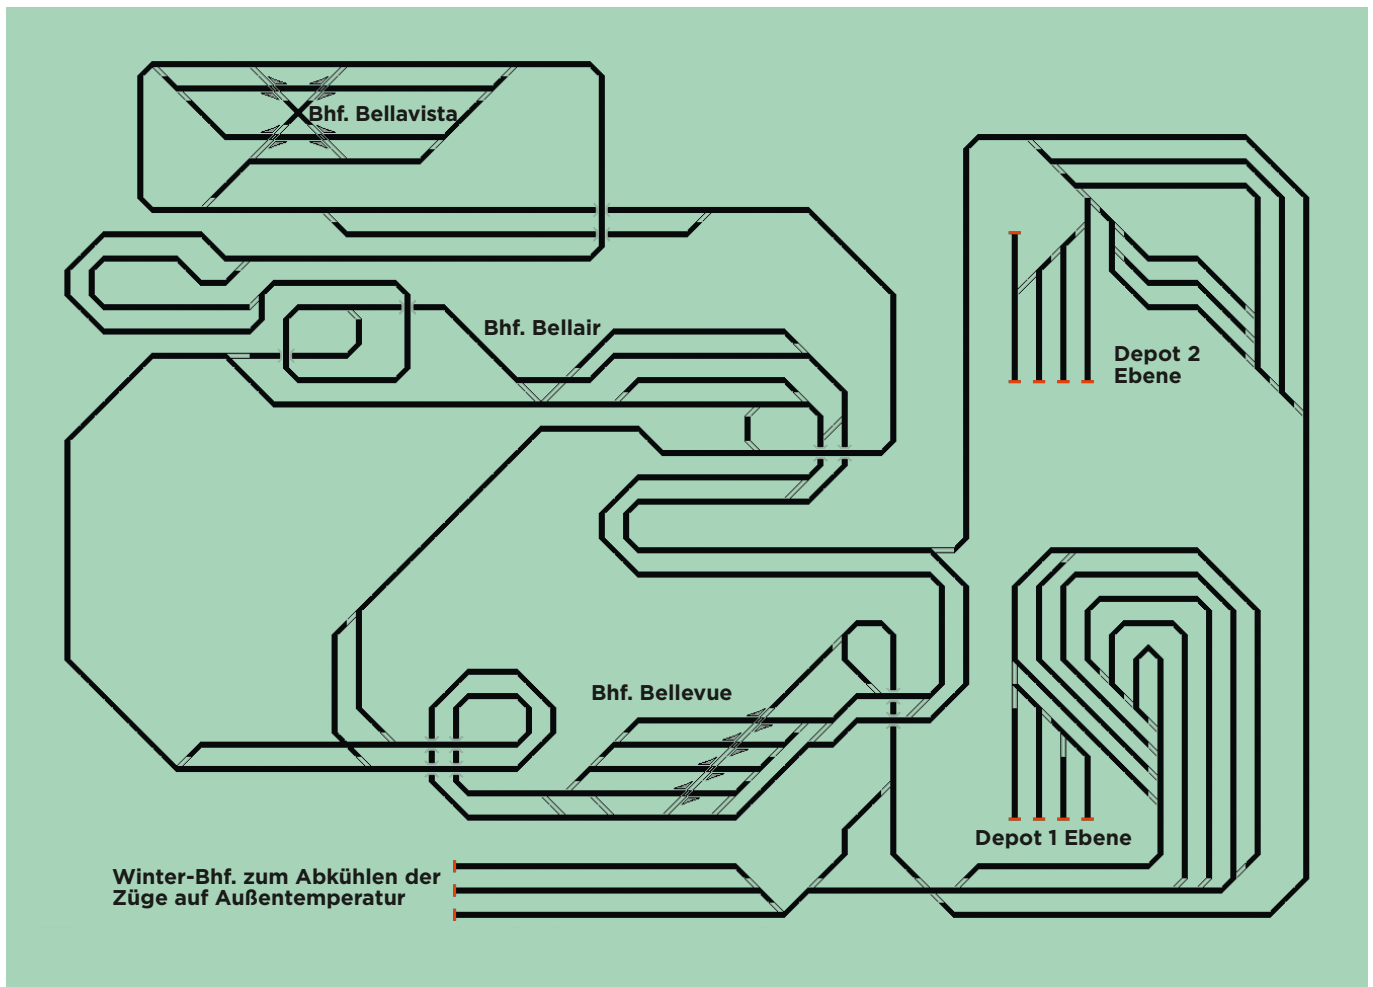 Bhf. Bellavista
Bhf. Bellair
Depot 2
Ebene
Bhf. Bellevue
Depot 1 Ebene
Winter-Bhf. zum Abkühlen der
Züge auf Außentemperatur